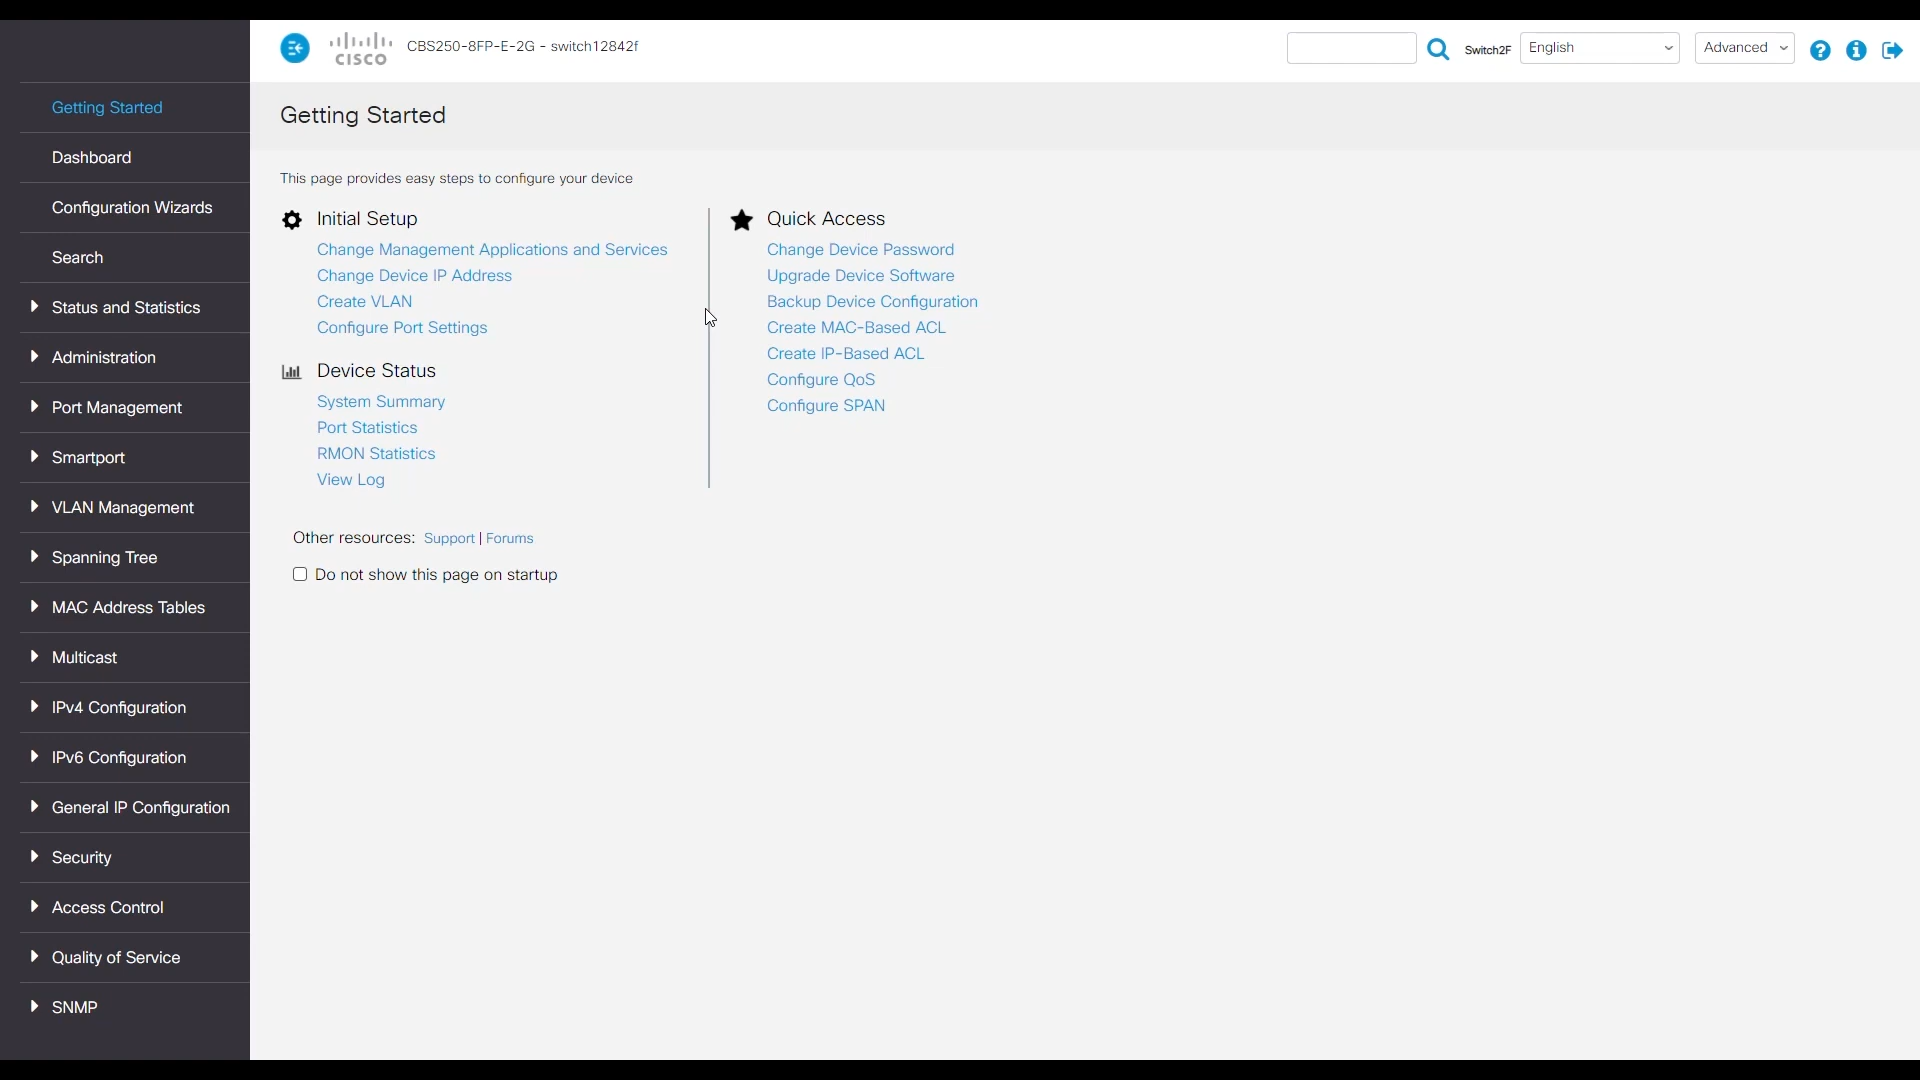 CISCO
CBS250-8FP-E-2G - switch12842f
Switch2F
English
Advanced
Getting Started
Dashboard
Configuration Wizards
Search
Status and Statistics
Administration
Port Management
Smartport
VLAN Management
Spanning Tree
MAC Address Tables
Multicast
IPv4 Configuration
IPv6 Configuration
General IP Configuration
Security
Access Control
Quality of Service
SNMP
Getting Started
This page provides easy steps to configure your device
Initial Setup
Change Management Applications and Services
Change Device IP Address
Create VLAN
Configure Port Settings
Device Status
System Summary
Port Statistics
RMON Statistics
View Log
Quick Access
Change Device Password
Upgrade Device Software
Backup Device Configuration
Create MAC-Based ACL
Create IP-Based ACL
Configure QoS
Configure SPAN
Other resources: Support | Forums
Do not show this page on startup